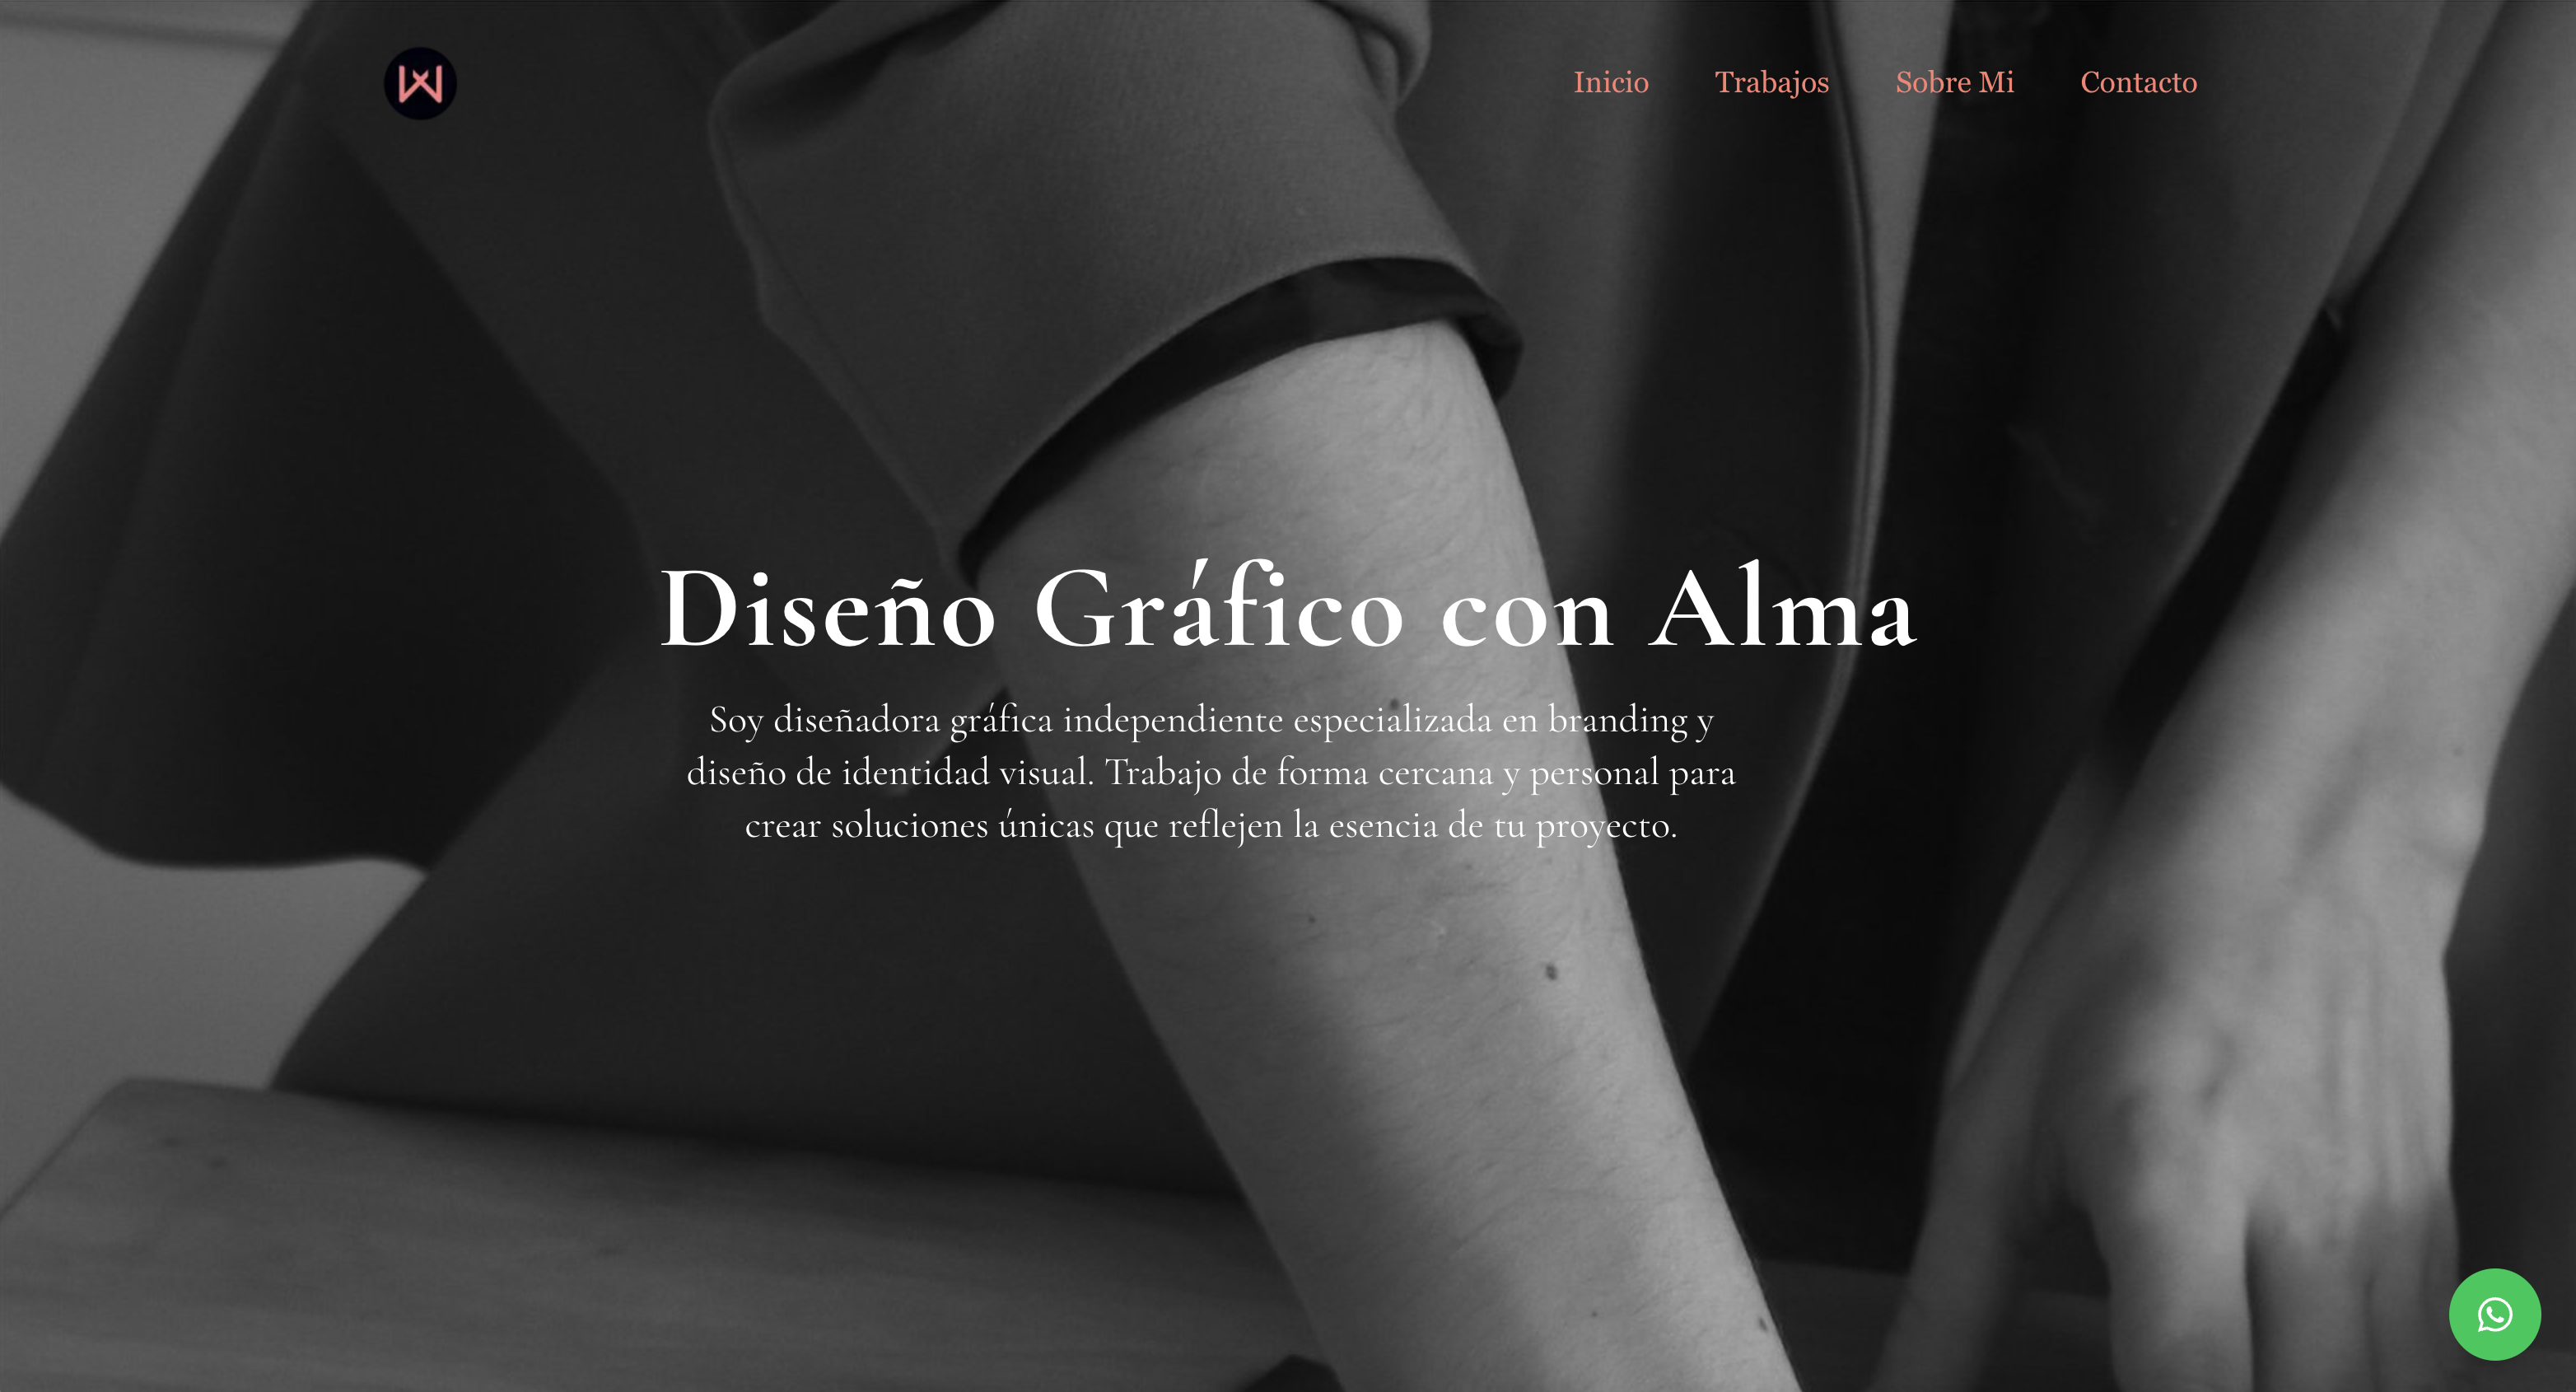 Inicio Trabajos Sobre Mi Contacto
Diseño Gráfico con Alma
Soy diseñadora gráfica independiente especializada en branding y
diseño de identidad visual. Trabajo de forma cercana y personal para
crear soluciones únicas que reflejen la esencia de tu proyecto.